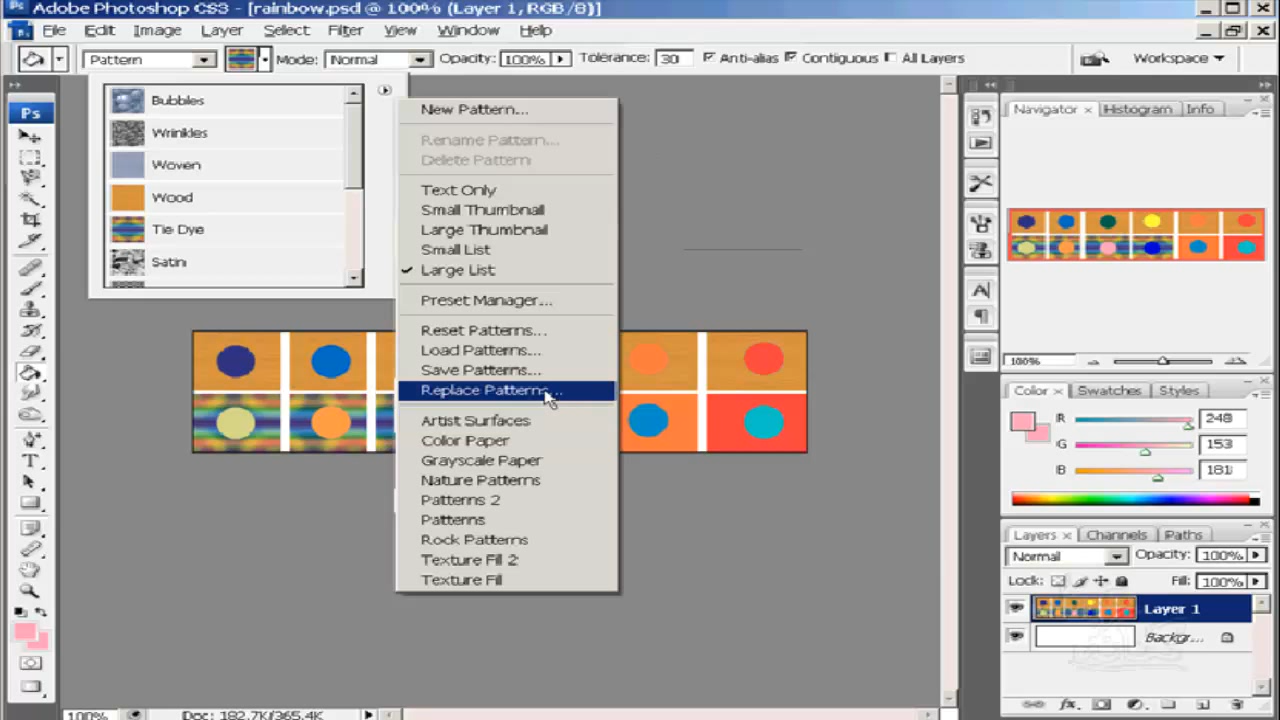 Adobe Photoshop CS3 - [rainbow.psd @ 100% (Layer 1,RGB/8)]
File Edit Image Layer Select Filter View Window Help
Pattern Mode: Normal Opacity: 100% Tolerance: 30 Anti-alias Contiguous All Layers Workspace
Ps
Bubbles
Wrinkles
Woven
Wood
Tie Dye
Satin
New Pattern...
Rename Pattern...
Delete Pattern
Text Only
Small Thumbnail
Large Thumbnail
Small List
Large List
Preset Manager...
Reset Patterns...
Load Patterns...
Save Patterns...
Replace Patterns...
Artist Surfaces
Color Paper
Grayscale Paper
Nature Patterns
Patterns 2
Patterns
Rock Patterns
Texture Fill 2
Texture Fill
Navigator Histogram Info
100%
Color Swatches Styles
R 248
G 153
B 181
Layers Channels Paths
Normal Opacity: 100%
Lock: Fill: 100%
Layer 1
Backgr...
100% Doc: 182.7K/365.4K